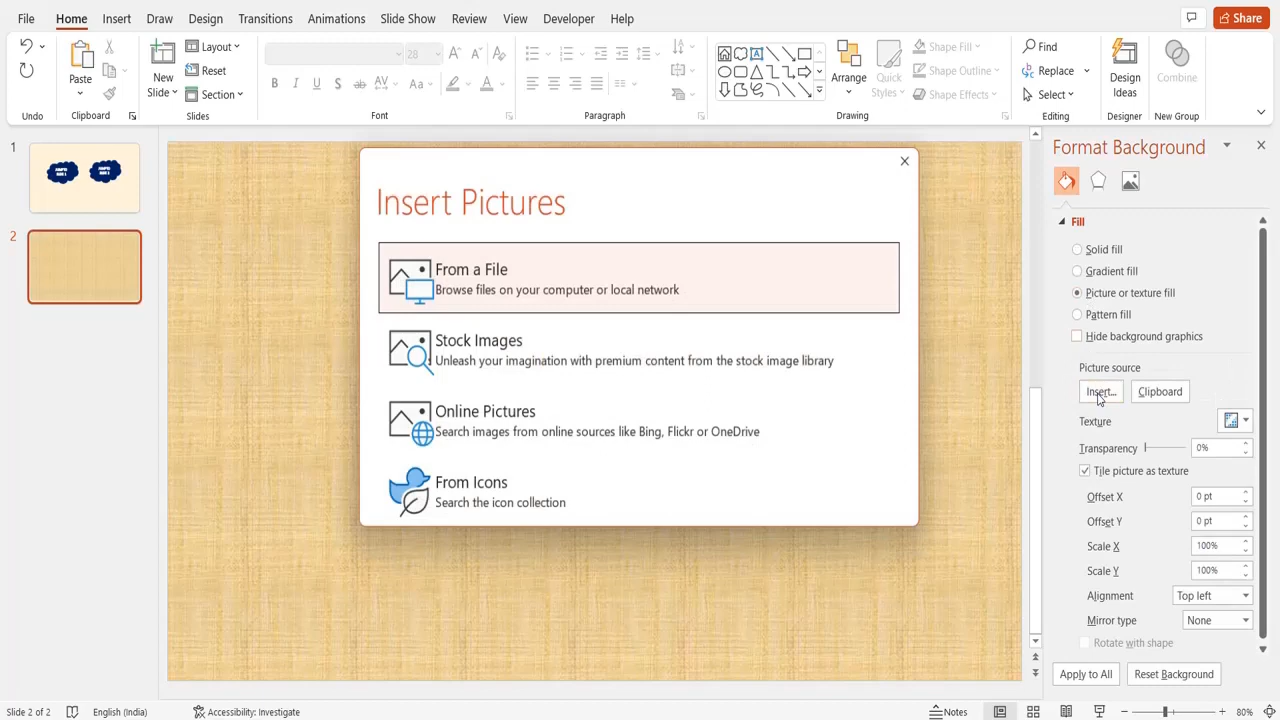 File Home Insert Draw Design Transitions Animations Slide Show Review View Developer Help Share
Layout Find
28 Shape Fill
Reset Replace
Paste New Slide Shape Outline Arrange Quick Styles Design Ideas Combine
Section B I U S ab AV Aa A Shape Effects Select
Undo Clipboard Slides Font Paragraph Drawing Editing Designer New Group
1
2
Insert Pictures
From a File
Browse files on your computer or local network
Stock Images
Unleash your imagination with premium content from the stock image library
Online Pictures
Search images from online sources like Bing, Flickr or OneDrive
From Icons
Search the icon collection
Format Background
Fill
Solid fill
Gradient fill
Picture or texture fill
Pattern fill
Hide background graphics
Picture source
Insert... Clipboard
Texture
Transparency 0%
Tile picture as texture
Offset X 0 pt
Offset Y 0 pt
Scale X 100%
Scale Y 100%
Alignment Top left
Mirror type None
Rotate with shape
Apply to All Reset Background
Slide 2 of 2 English (India) Accessibility: Investigate Notes 80%